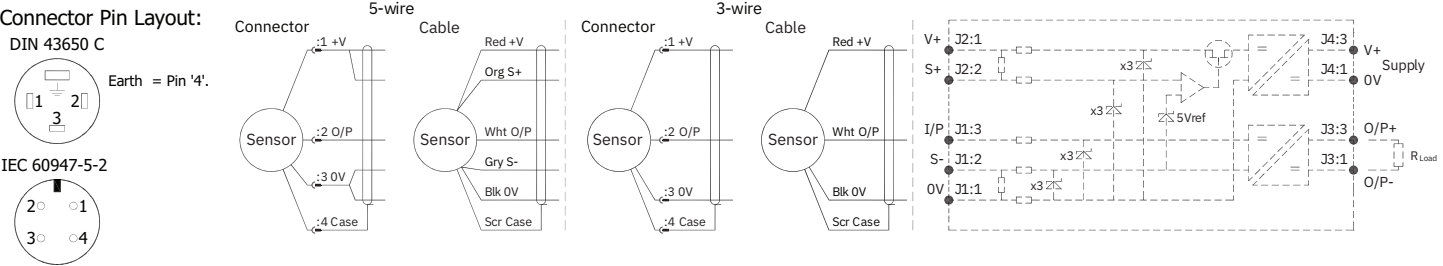 Connector Pin Layout:
DIN 43650 C
Earth = Pin '4'.
1
2
3
IEC 60947-5-2
2
1
3
4
5-wire
Connector
Cable
:1 +V
Sensor
:2 O/P
:3 0V
:4 Case
Red +V
Org S+
Sensor
Wht O/P
Gry S-
Blk 0V
Scr Case
3-wire
Connector
Cable
:1 +V
Sensor
:2 O/P
:3 0V
:4 Case
Red +V
Sensor
Wht O/P
Blk 0V
Scr Case
V+ J2:1
S+ J2:2
I/P J1:3
S- J1:2
0V J1:1
x3
x3
5Vref
x3
x3
J4:3 V+
Supply
J4:1 0V
J3:3 O/P+
RLoad
J3:1 O/P-